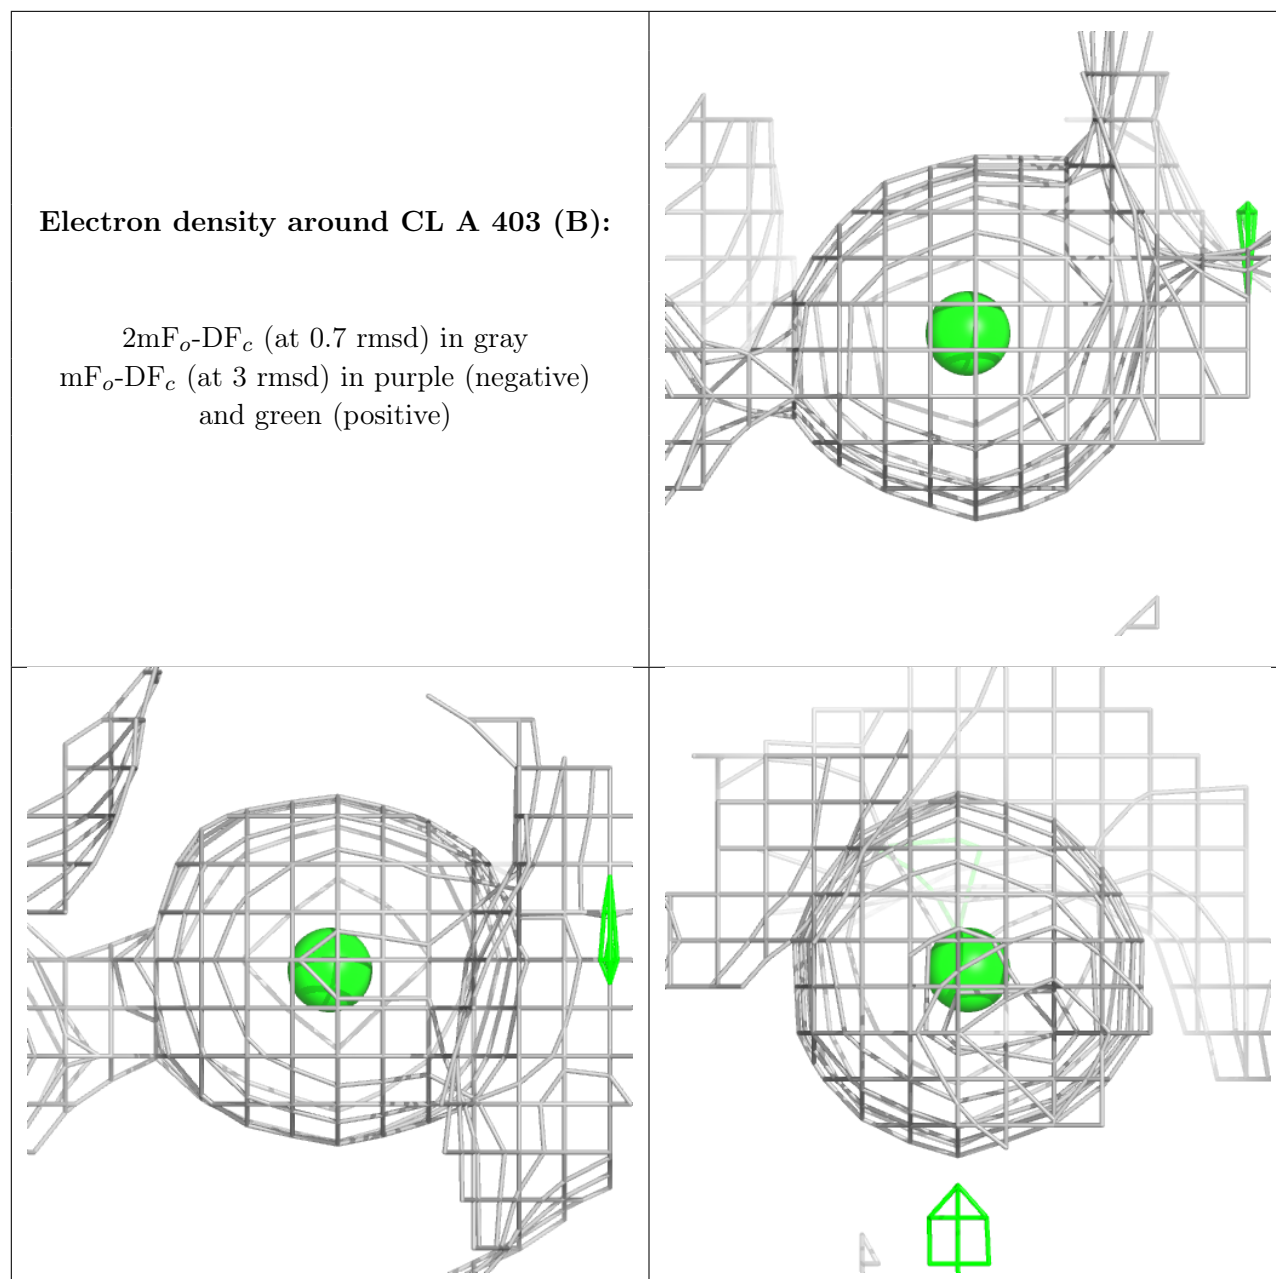 Electron density around CL A 403 (B):
2mFo-DFc (at 0.7 rmsd) in gray
mFo-DFc (at 3 rmsd) in purple (negative)
and green (positive)